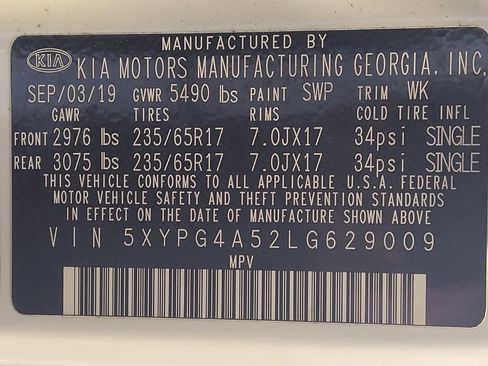 MANUFACTURED BY
KIA KIA MOTORS MANUFACTURING GEORGIA, INC.
SEP/03/19 GVWR 5490 lbs PAINT SWP TRIM WK
GAWR TIRES RIMS COLD TIRE INFL
FRONT 2976 lbs 235/65R17 7.0JX17 34psi SINGLE
REAR 3075 lbs 235/65R17 7.0JX17 34psi SINGLE
THIS VEHICLE CONFORMS TO ALL APPLICABLE U.S.A. FEDERAL
MOTOR VEHICLE SAFETY AND THEFT PREVENTION STANDARDS
IN EFFECT ON THE DATE OF MANUFACTURE SHOWN ABOVE
VIN 5XYPG4A52LG629009
MPV